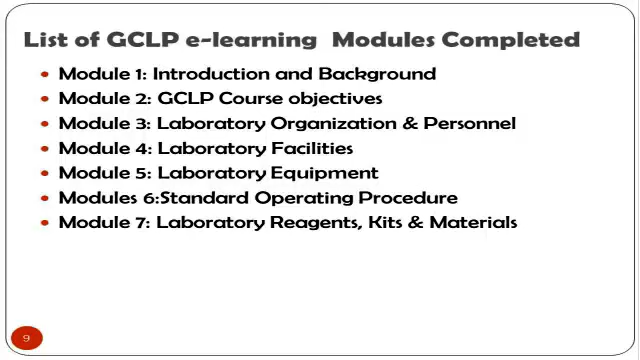 List of GCLP e-learning Modules Completed
• Module 1: Introduction and Background
• Module 2: GCLP Course objectives
• Module 3: Laboratory Organization & Personnel
• Module 4: Laboratory Facilities
• Module 5: Laboratory Equipment
• Modules 6:Standard Operating Procedure
• Module 7: Laboratory Reagents, Kits & Materials
9